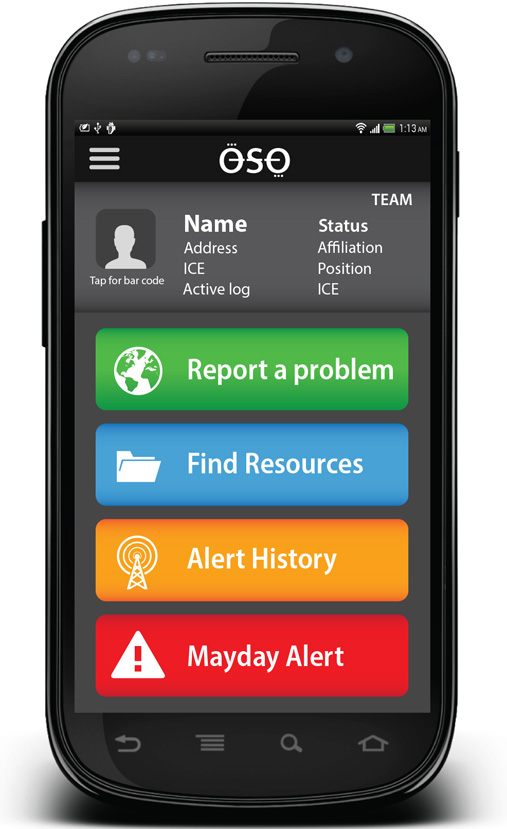 1:13 AM
OSO
TEAM
Name
Address
ICE
Active log
Status
Affiliation
Position
ICE
Tap for bar code
Report a problem
Find Resources
Alert History
Mayday Alert